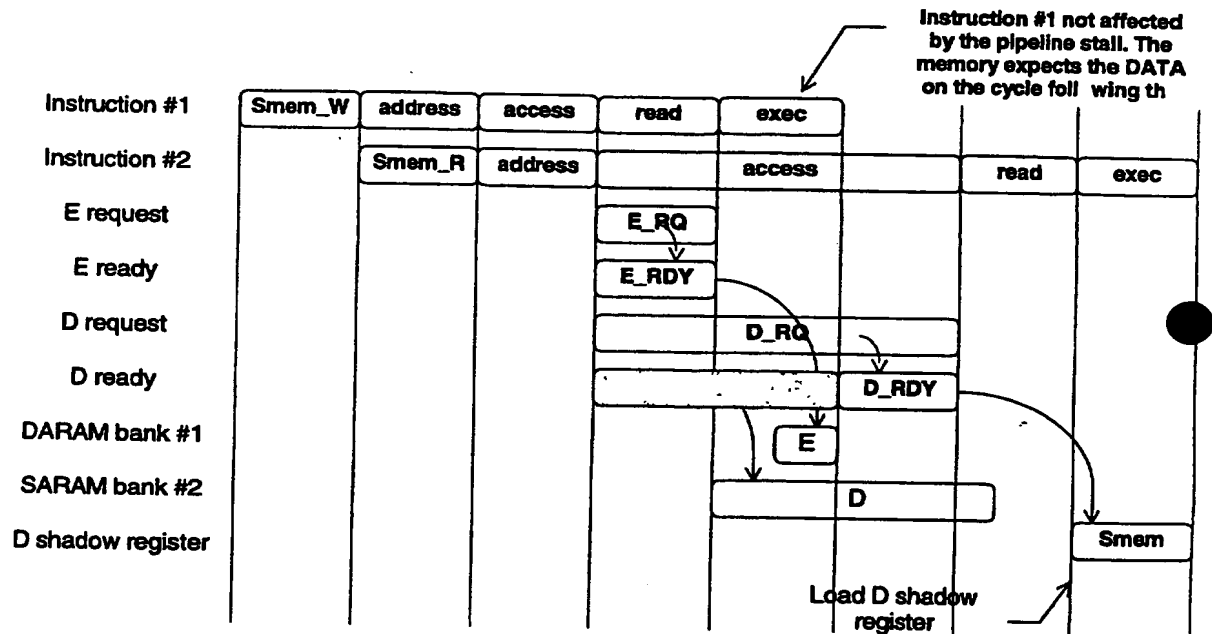 Instruction #1 not affected
by the pipeline stall. The
memory expects the DATA
on the cycle foll wing th
Instruction #1 Smem_W address access read exec
Instruction #2 Smem_R address access read exec
E request E_RQ
E ready E_RDY
D request D_RQ
D ready D_RDY
DARAM bank #1 E
SARAM bank #2 D
D shadow register Smem
Load D shadow
register